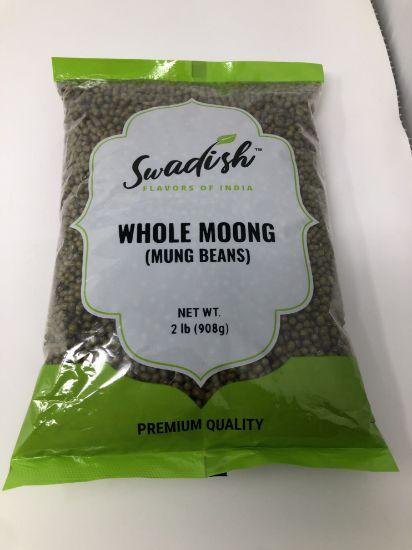 Swadish™
FLAVORS OF INDIA
WHOLE MOONG
(MUNG BEANS)
NET WT.
2 lb (908g)
PREMIUM QUALITY